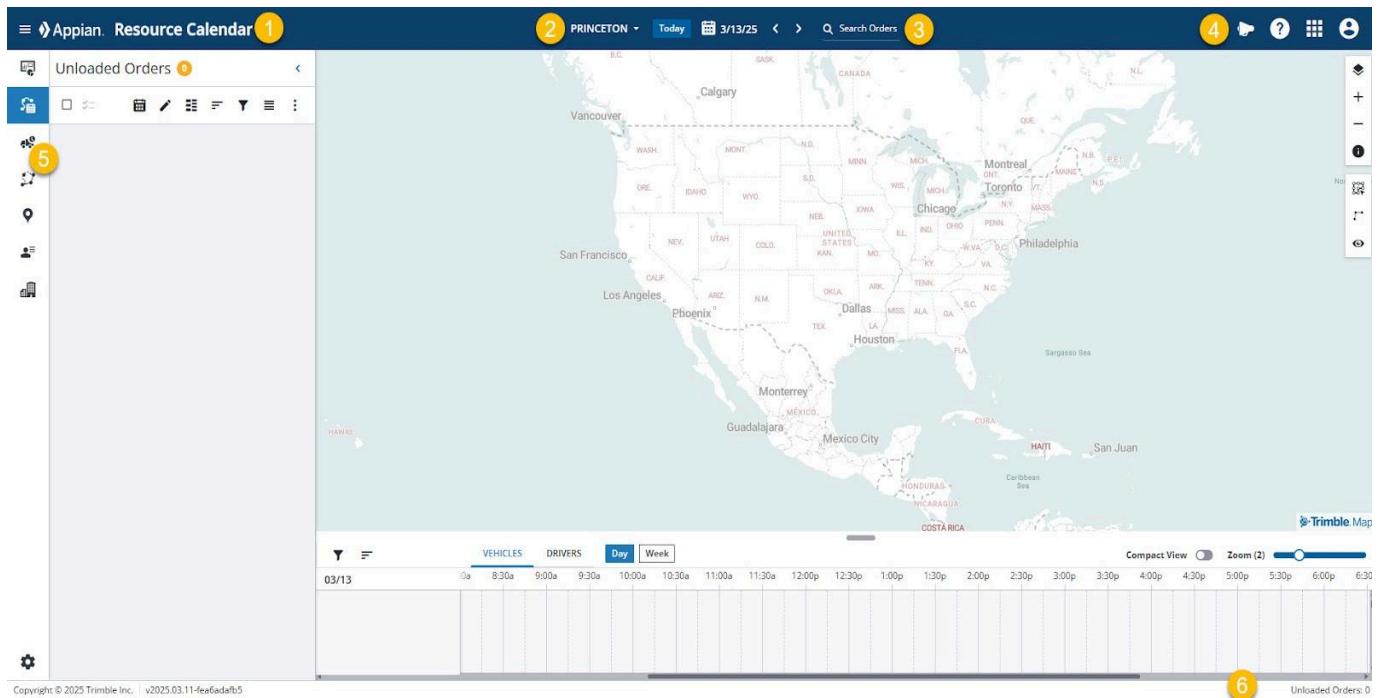 Appian. Resource Calendar 1
2 PRINCETON Today 3/13/25 Search Orders 3
4
Unloaded Orders 0
5
B.C.
SASK.
CANADA
N.L.
Calgary
Vancouver
QUE.
WASH.
MONT.
N.D.
MINN.
MICH.
Montreal
ONT.
MAINE
N.B.
P.E.I.
N.S.
No
ORE.
IDAHO
WYO.
S.D.
WIS.
MICH.
Toronto
VT.
NEB.
IOWA
Chicago
N.Y.
MASS.
NEV.
UTAH
COLO.
UNITED
STATES
KAN.
MO.
ILL.
IND.
OHIO
PENN.
W.VA.
D.C.
Philadelphia
KY.
VA.
San Francisco
CALIF.
Los Angeles
Phoenix
ARIZ.
N.M.
OKLA.
ARK.
TENN.
N.C.
Dallas
MISS.
ALA.
GA.
S.C.
TEX.
LA.
Houston
FLA.
Sargasso Sea
Monterrey
MÉXICO
Guadalajara
Mexico City
HAWAII
CUBA
HAITI
San Juan
Caribbean
Sea
HONDURAS
NICARAGUA
COSTA RICA
Trimble. Map
VEHICLES DRIVERS Day Week Compact View Zoom (2)
03/13 0a 8:30a 9:00a 9:30a 10:00a 10:30a 11:00a 11:30a 12:00p 12:30p 1:00p 1:30p 2:00p 2:30p 3:00p 3:30p 4:00p 4:30p 5:00p 5:30p 6:00p 6:30
6
Copyright © 2025 Trimble Inc. v2025.03.11-fea6adafb5 Unloaded Orders: 0